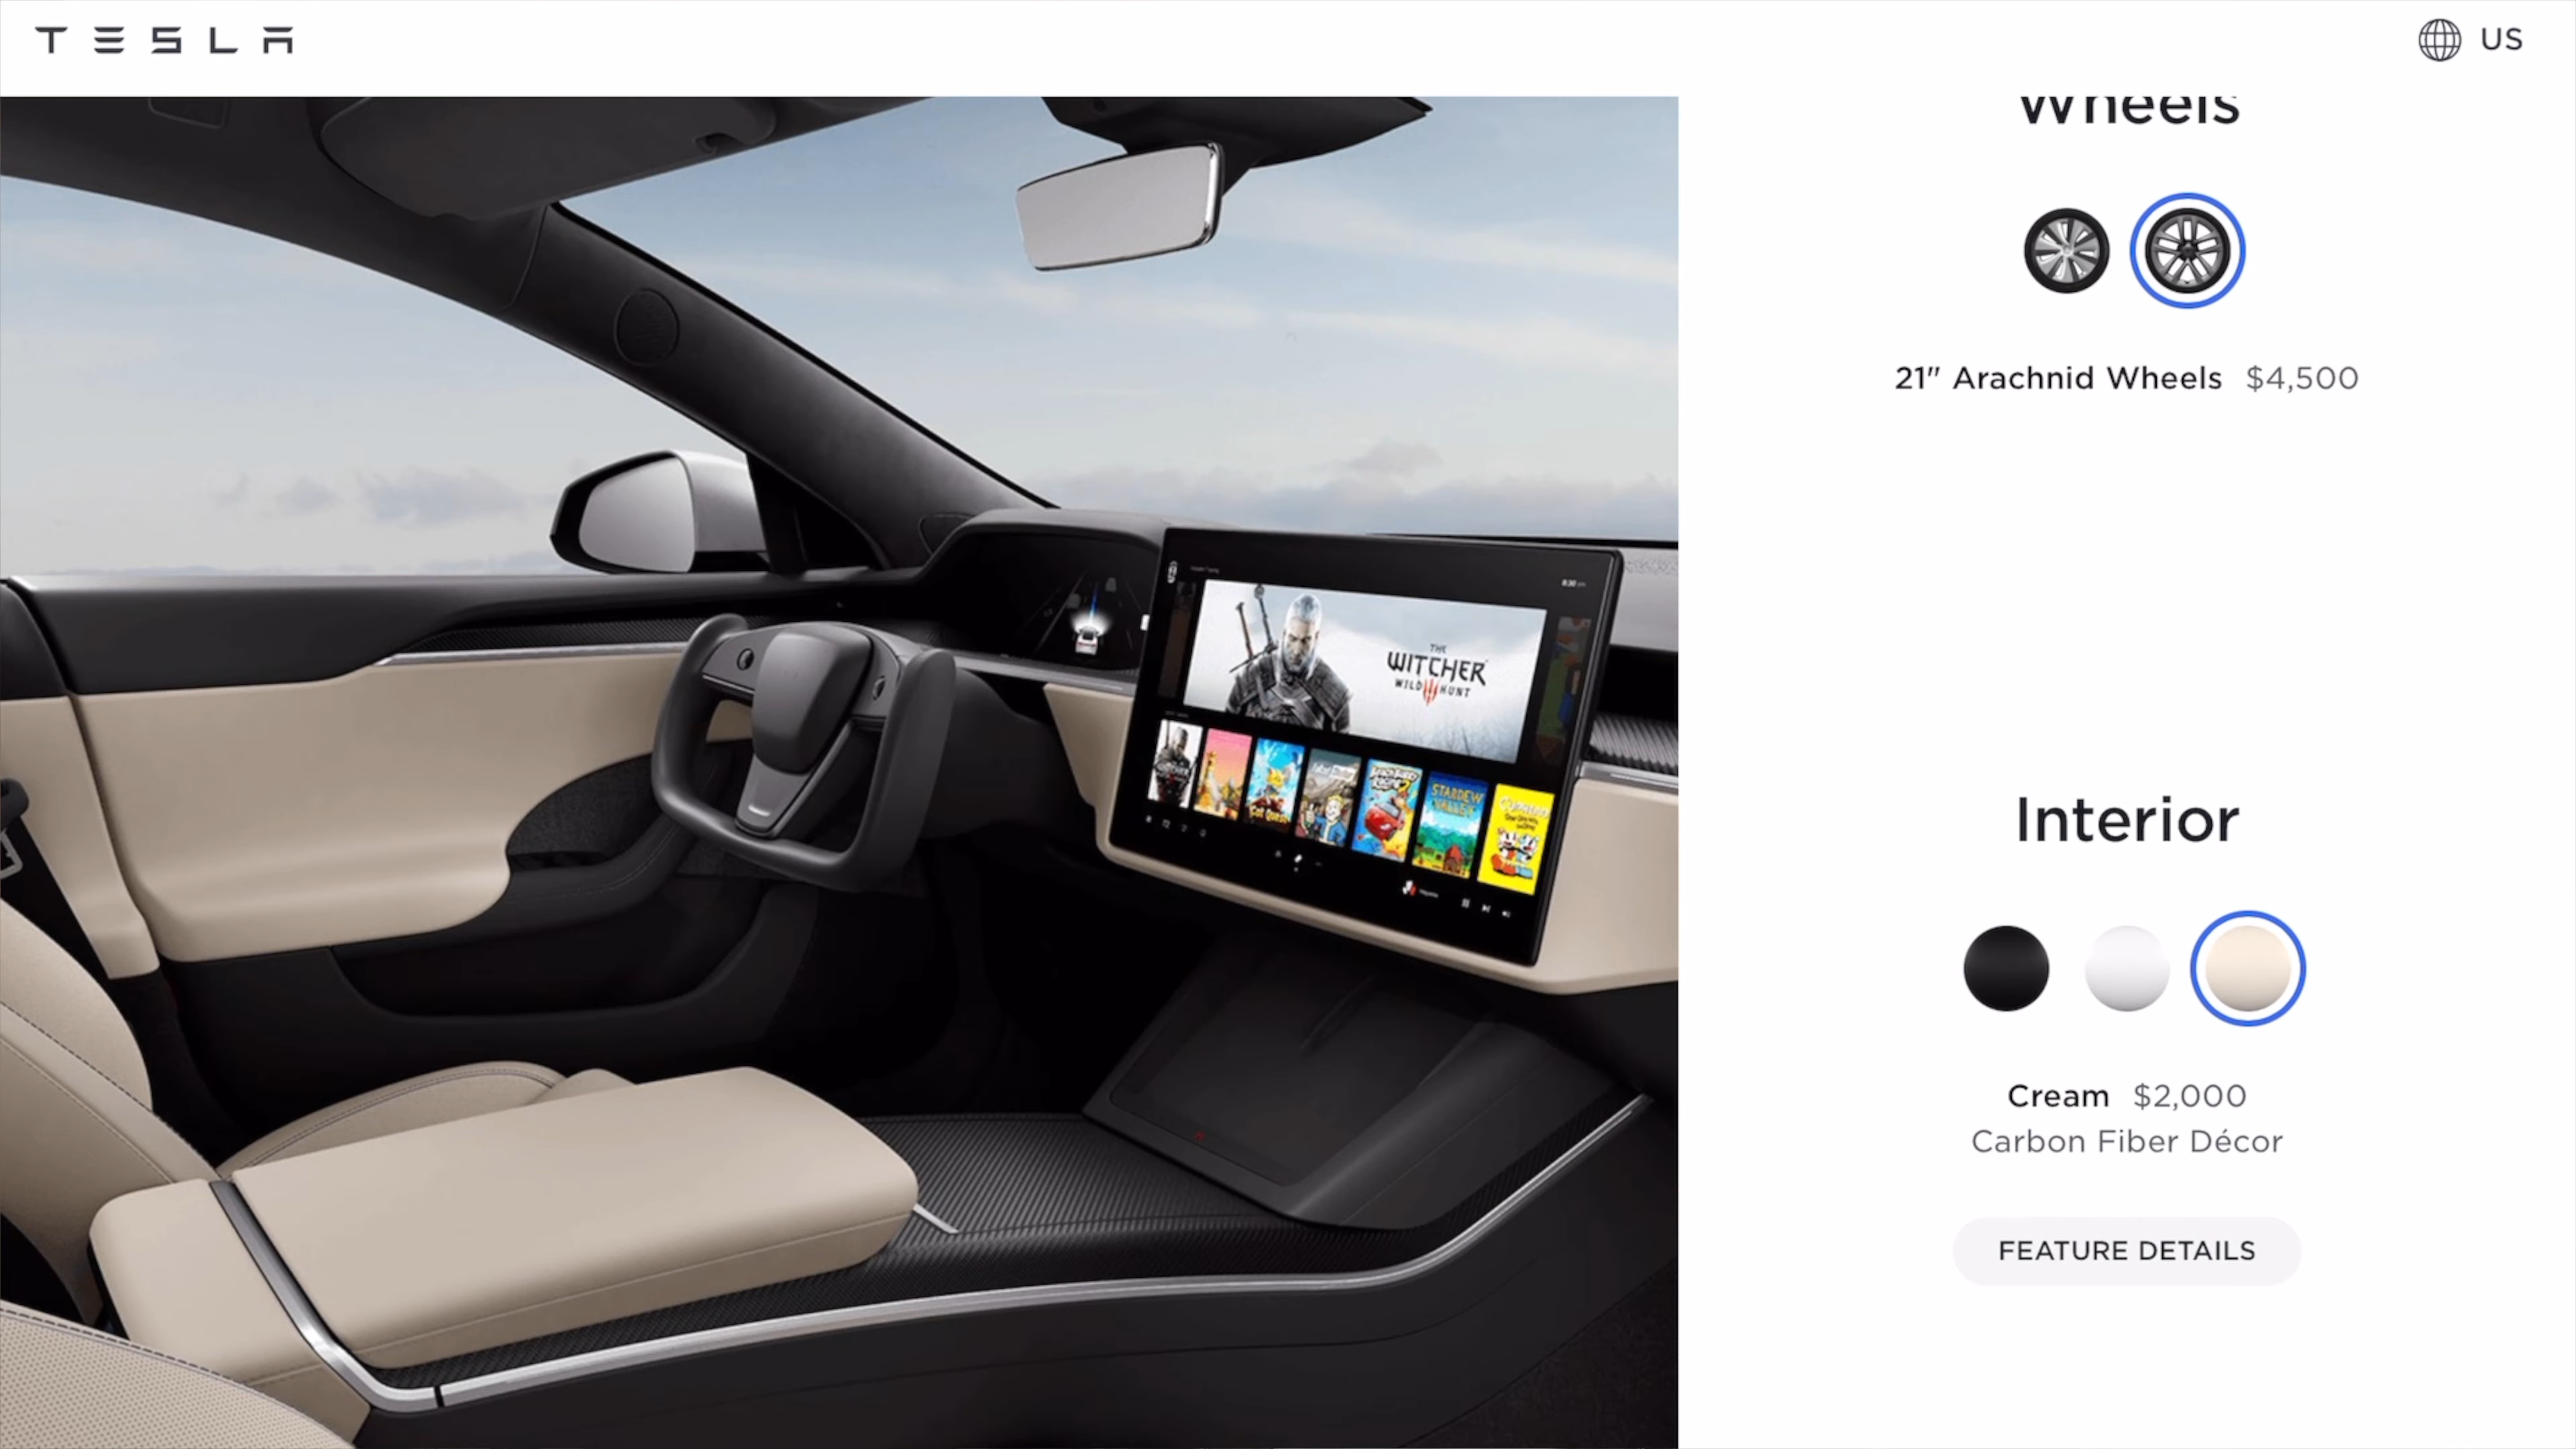 TESLA
US
Wheels
21" Arachnid Wheels $4,500
THE
WITCHER
WILD HUNT
STARDEW
VALLEY
Interior
Cream $2,000
Carbon Fiber Décor
FEATURE DETAILS